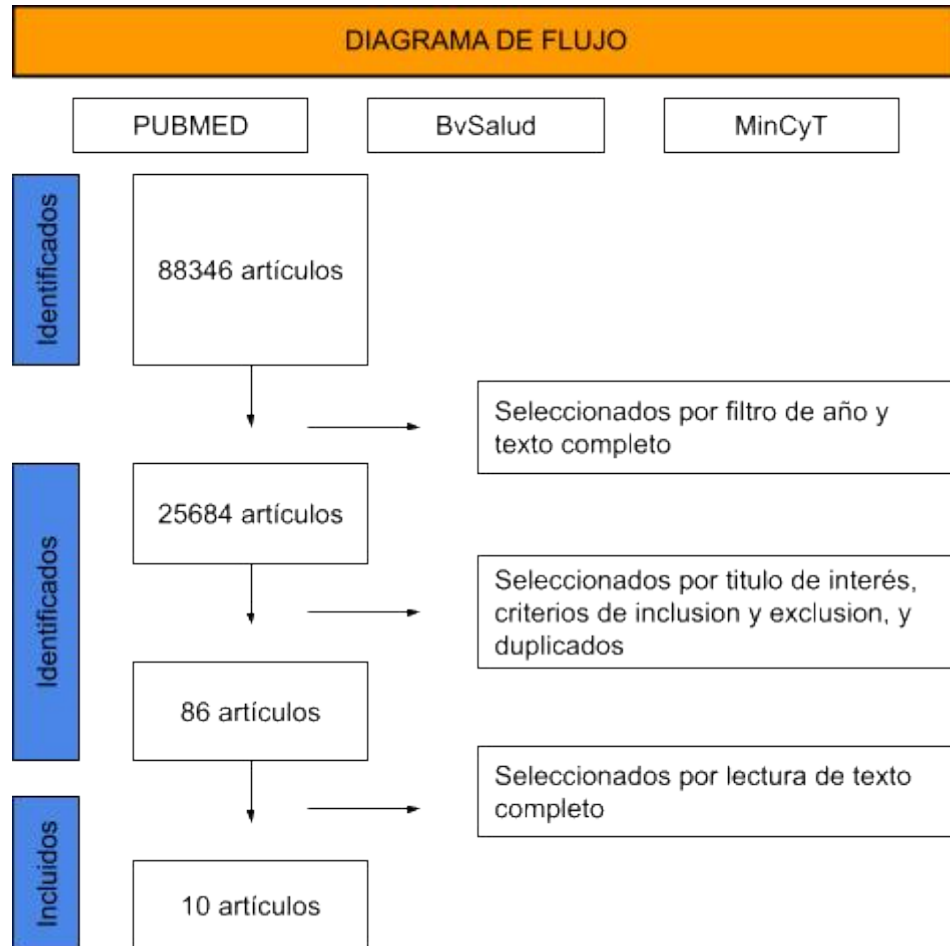 DIAGRAMA DE FLUJO
PUBMED
BvSalud
MinCyT
Identificados
88346 artículos
Seleccionados por filtro de año y
texto completo
Identificados
25684 artículos
Seleccionados por titulo de interés,
criterios de inclusion y exclusion, y
duplicados
86 artículos
Seleccionados por lectura de texto
completo
Incluidos
10 artículos